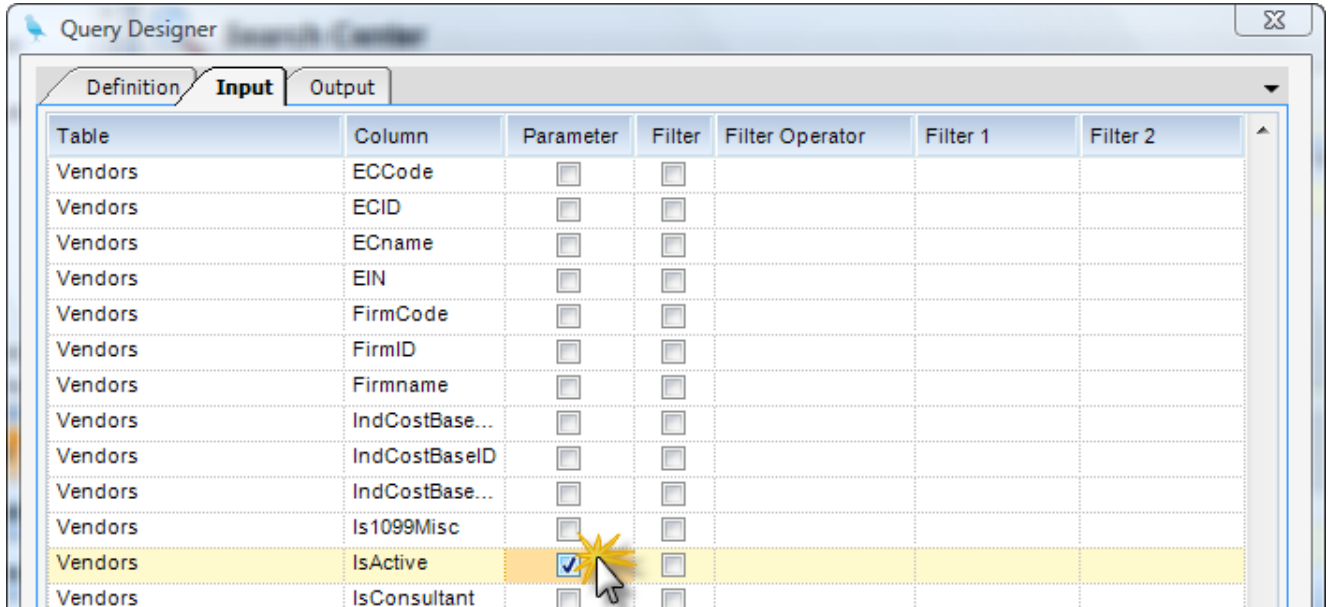 Query Designer Search Center
Definition Input Output
Table Column Parameter Filter Filter Operator Filter 1 Filter 2
Vendors ECCode
Vendors ECID
Vendors ECname
Vendors EIN
Vendors FirmCode
Vendors FirmID
Vendors Firmname
Vendors IndCostBase...
Vendors IndCostBaseID
Vendors IndCostBase...
Vendors Is1099Misc
Vendors IsActive
Vendors IsConsultant